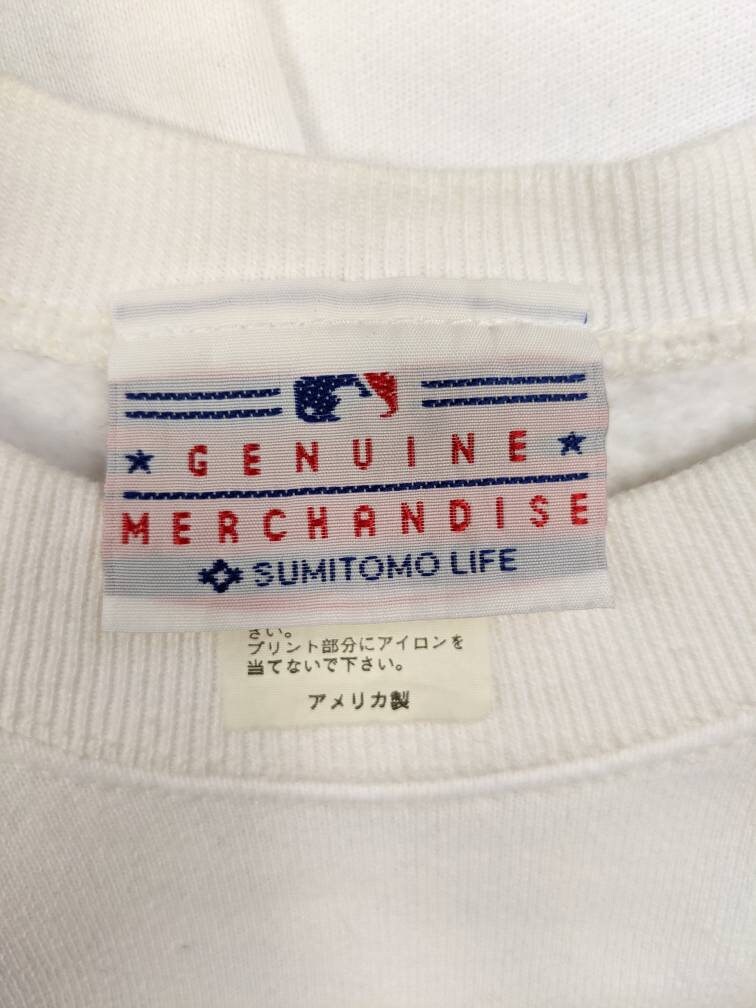 GENUINE
MERCHANDISE
SUMITOMO LIFE
さい。
プリント部分にアイロンを
当てないで下さい。
アメリカ製